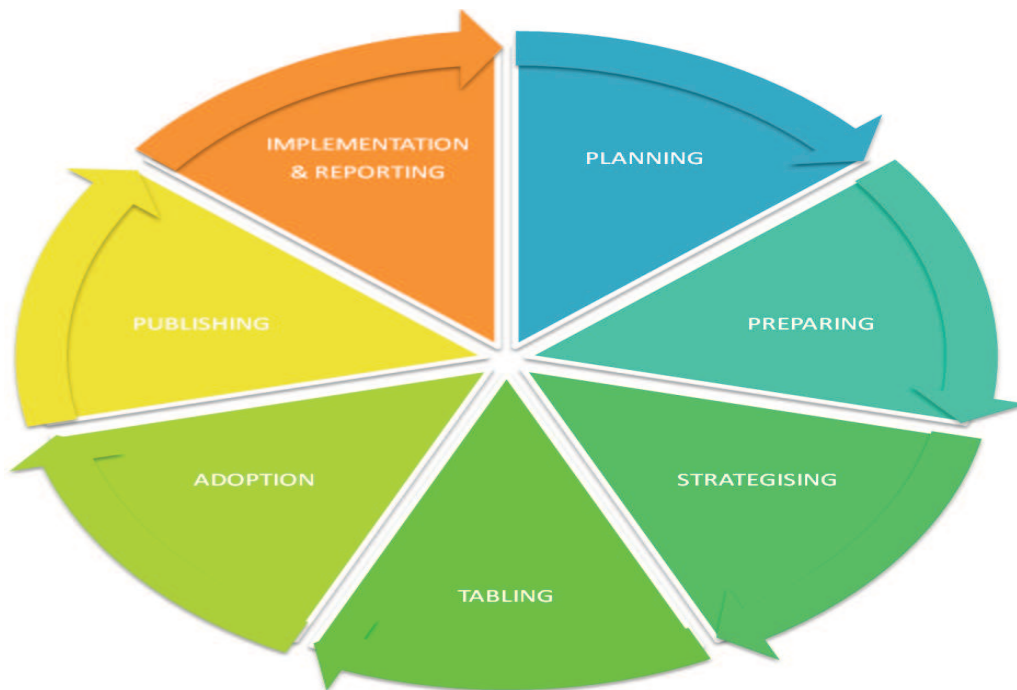 PLANNING
PREPARING
STRATEGISING
TABLING
ADOPTION
PUBLISHING
IMPLEMENTATION
& REPORTING